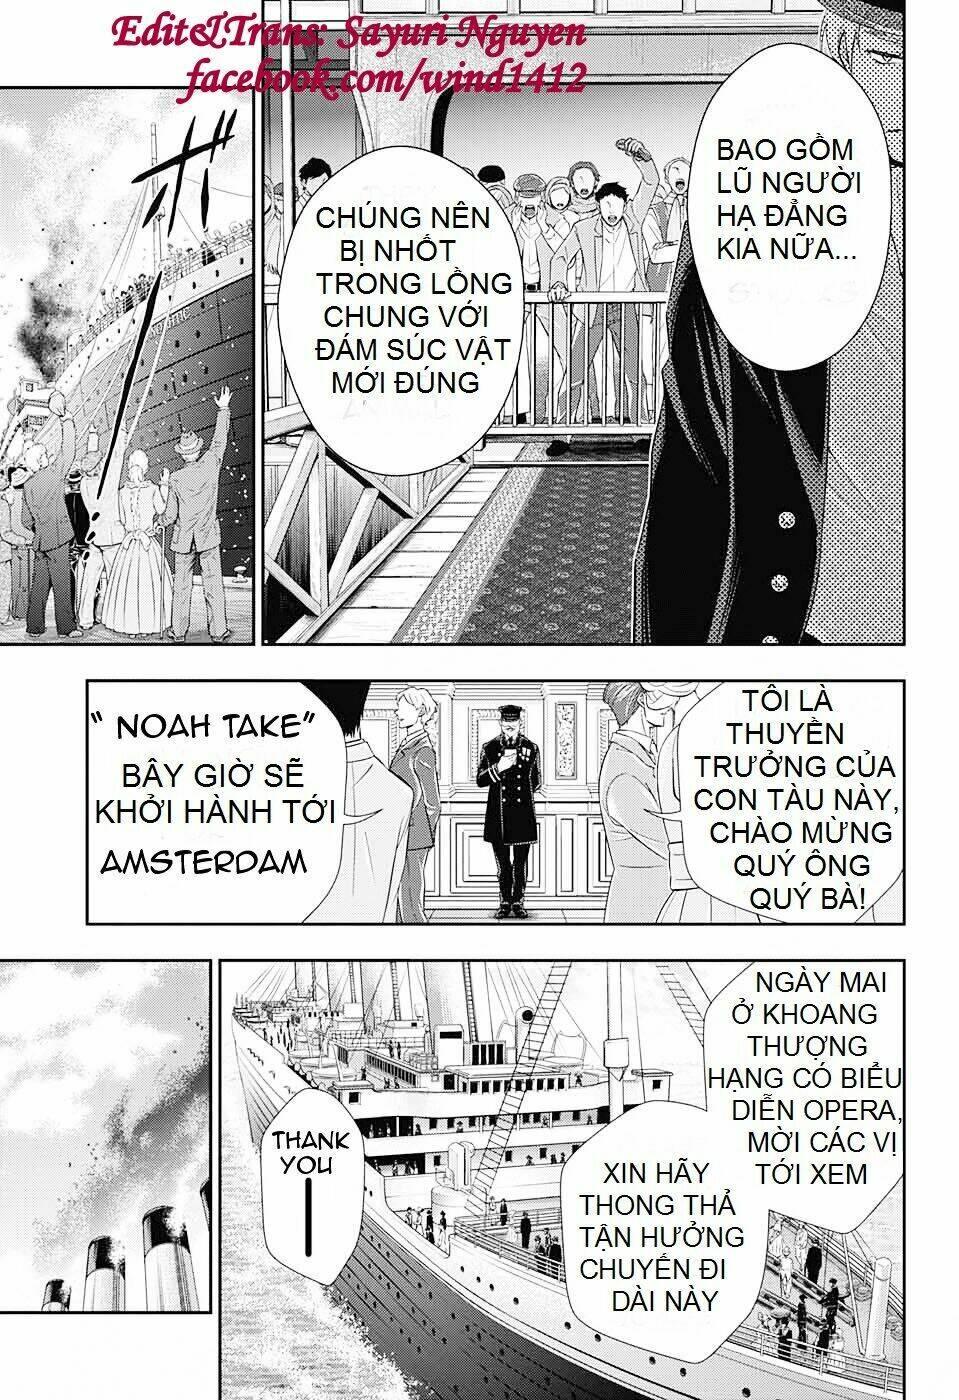 Edit&Trans: Sayuri Nguyen
facebook.com/wind1412
BAO GỒM
LŨ NGƯỜI
HẠ ĐẲNG
KIA NỮA...
CHÚNG NÊN
BỊ NHỐT
TRONG LỒNG
CHUNG VỚI
ĐÁM SÚC VẬT
MỚI ĐÚNG
TÔI LÀ
THUYỀN
TRƯỞNG CỦA
CON TÀU NÀY,
CHÀO MỪNG
QUÝ ÔNG
QUÝ BÀ!
“ NOAH TAKE”
BÂY GIỜ SẼ
KHỞI HÀNH TỚI
AMSTERDAM
NGÀY MAI
Ở KHOANG
THƯỢNG
HẠNG CÓ BIỂU
DIỄN OPERA,
MỜI CÁC VỊ
TỚI XEM
XIN HÃY
THONG THẢ
TẬN HƯỞNG
CHUYẾN ĐI
DÀI NÀY
THANK
YOU